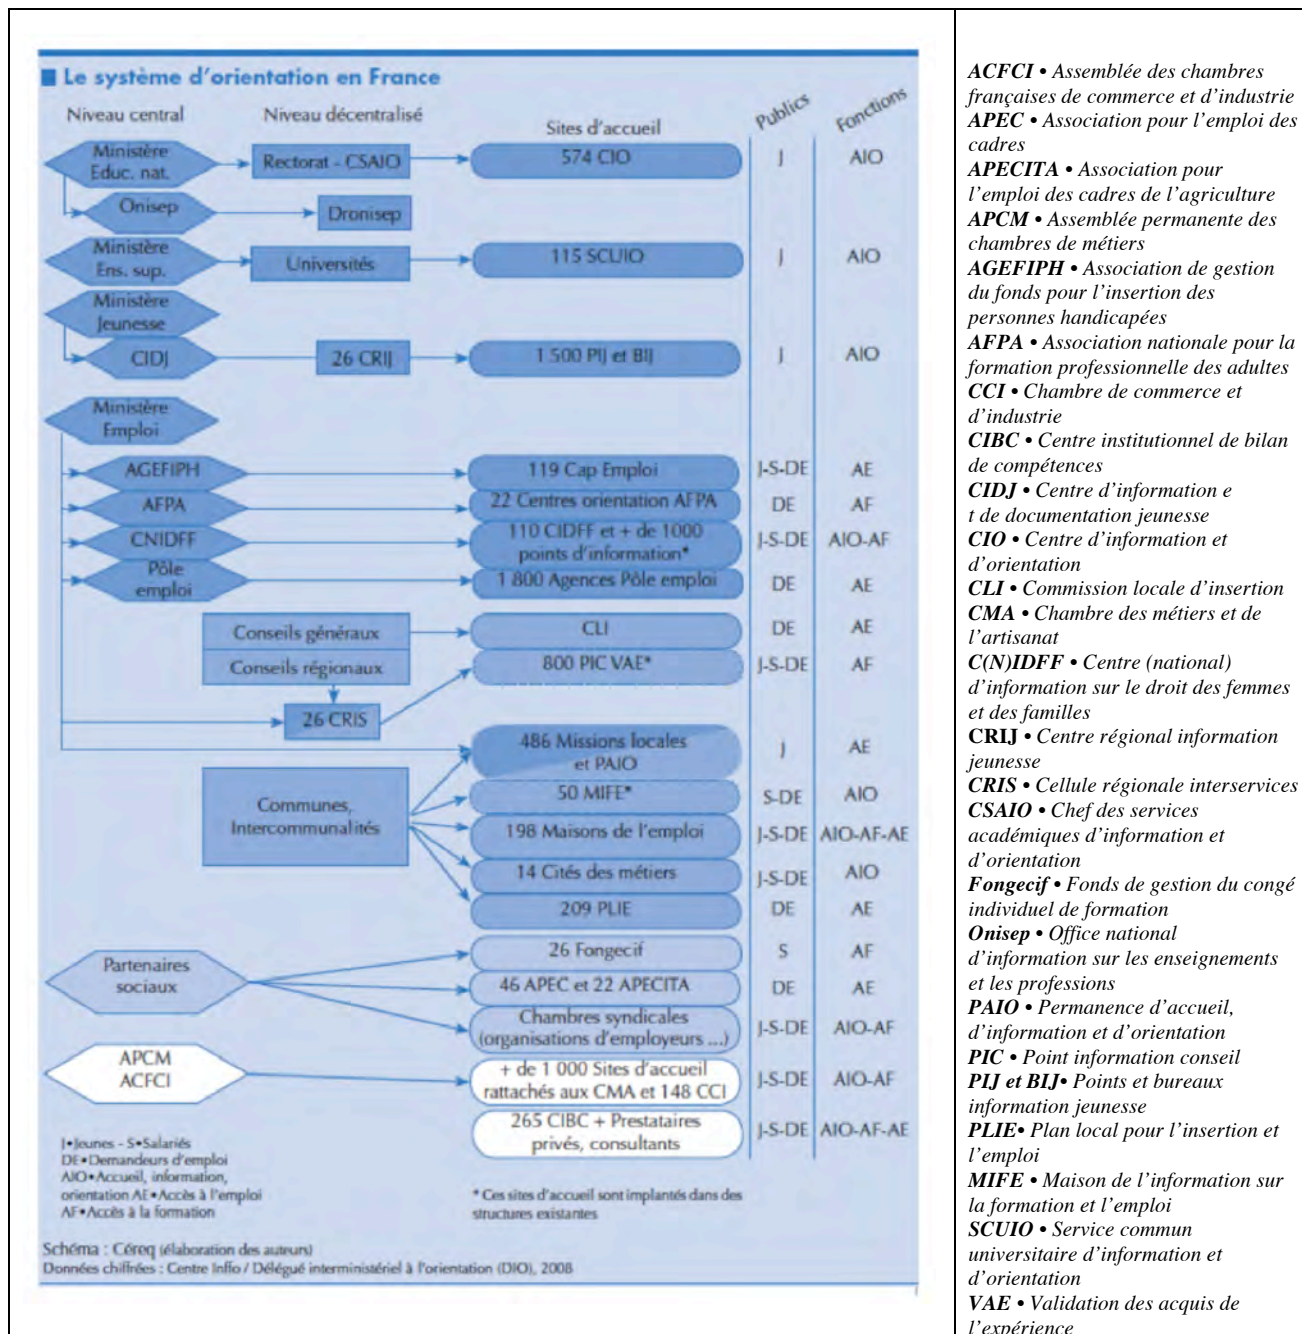 Le système d'orientation en France
Niveau central
Niveau décentralisé
Sites d'accueil
Publics
Fonctions
Ministère
Educ. nat.
Rectorat - CSAIO
574 CIO
J
AIO
Onisep
Dronisep
Ministère
Ens. sup.
Universités
115 SCUIO
J
AIO
Ministère
Jeunesse
CIDJ
26 CRIJ
1 500 PIJ et BIJ
J
AIO
Ministère
Emploi
AGEFIPH
119 Cap Emploi
J-S-DE
AE
AFPA
22 Centres orientation AFPA
DE
AF
CNIDFF
110 CIDFF et + de 1000
points d'information*
J-S-DE
AIO-AF
Pôle
emploi
1 800 Agences Pôle emploi
DE
AE
Conseils généraux
CLI
DE
AE
Conseils régionaux
800 PIC VAE*
J-S-DE
AF
26 CRIS
486 Missions locales
et PAIO
J
AE
Communes,
Intercommunalités
50 MIFE*
S-DE
AIO
198 Maisons de l'emploi
J-S-DE
AIO-AF-AE
14 Cités des métiers
J-S-DE
AIO
209 PLIE
DE
AE
Partenaires
sociaux
26 Fongecif
S
AF
46 APEC et 22 APECITA
DE
AE
Chambres syndicales
(organisations d'employeurs ...)
J-S-DE
AIO-AF
APCM
ACFCI
+ de 1 000 Sites d'accueil
rattachés aux CMA et 148 CCI
J-S-DE
AIO-AF
265 CIBC + Prestataires
privés, consultants
J-S-DE
AIO-AF-AE
J•Jeunes - S•Salariés
DE•Demandeurs d'emploi
AIO•Accueil, information,
orientation AE•Accès à l'emploi
AF•Accès à la formation
* Ces sites d'accueil sont implantés dans des
structures existantes
Schéma : Céreq (élaboration des auteurs)
Données chiffrées : Centre Inffo / Délégué interministériel à l'orientation (DIO), 2008
ACFCI • Assemblée des chambres
françaises de commerce et d'industrie
APEC • Association pour l'emploi des
cadres
APECITA • Association pour
l'emploi des cadres de l'agriculture
APCM • Assemblée permanente des
chambres de métiers
AGEFIPH • Association de gestion
du fonds pour l'insertion des
personnes handicapées
AFPA • Association nationale pour la
formation professionnelle des adultes
CCI • Chambre de commerce et
d'industrie
CIBC • Centre institutionnel de bilan
de compétences
CIDJ • Centre d'information e
t de documentation jeunesse
CIO • Centre d'information et
d'orientation
CLI • Commission locale d'insertion
CMA • Chambre des métiers et de
l'artisanat
C(N)IDFF • Centre (national)
d'information sur le droit des femmes
et des familles
CRIJ • Centre régional information
jeunesse
CRIS • Cellule régionale interservices
CSAIO • Chef des services
académiques d'information et
d'orientation
Fongecif • Fonds de gestion du congé
individuel de formation
Onisep • Office national
d'information sur les enseignements
et les professions
PAIO • Permanence d'accueil,
d'information et d'orientation
PIC • Point information conseil
PIJ et BIJ• Points et bureaux
information jeunesse
PLIE• Plan local pour l'insertion et
l'emploi
MIFE • Maison de l'information sur
la formation et l'emploi
SCUIO • Service commun
universitaire d'information et
d'orientation
VAE • Validation des acquis de
l'expérience